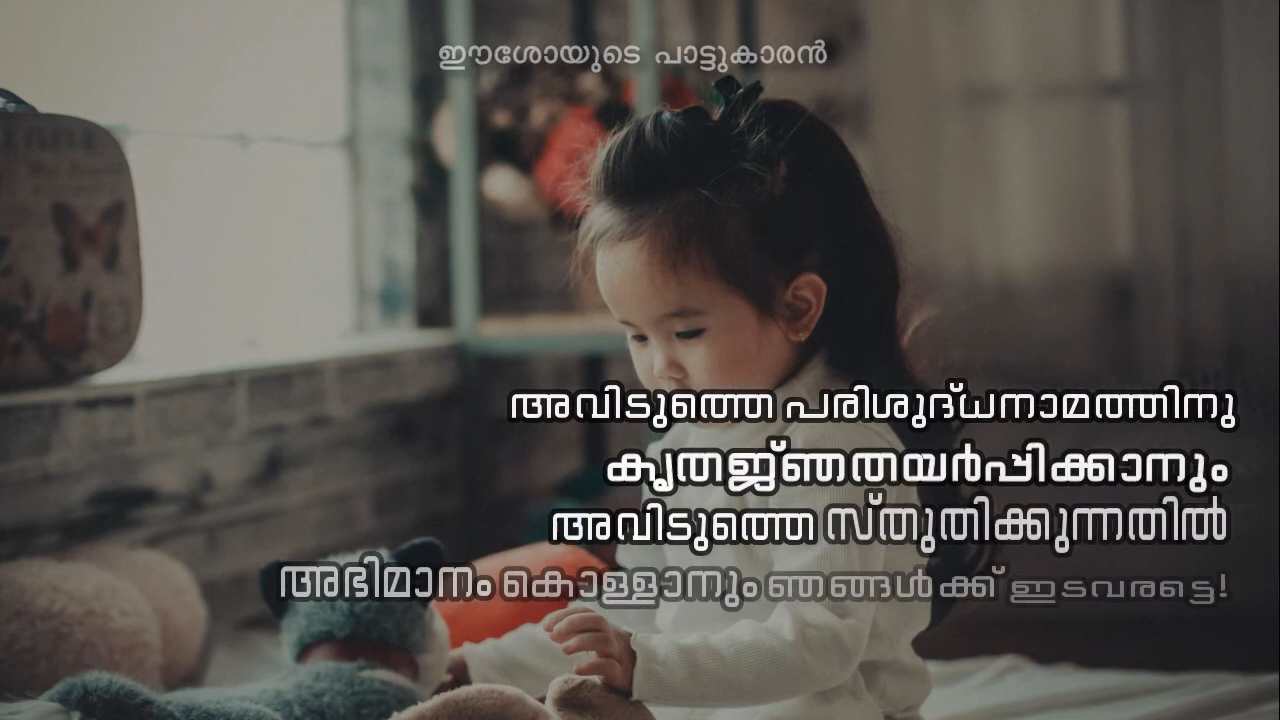 ഈശോയുടെ പാട്ടുകാരൻ
അവിടുത്തെ പരിശുദ്ധനാമത്തിനു
കൃതജ്ഞതയർപ്പിക്കാനും
അവിടുത്തെ സ്തുതിക്കുന്നതിൽ
അഭിമാനം കൊള്ളാനും ഞങ്ങൾക്ക് ഇടവരട്ടെ!